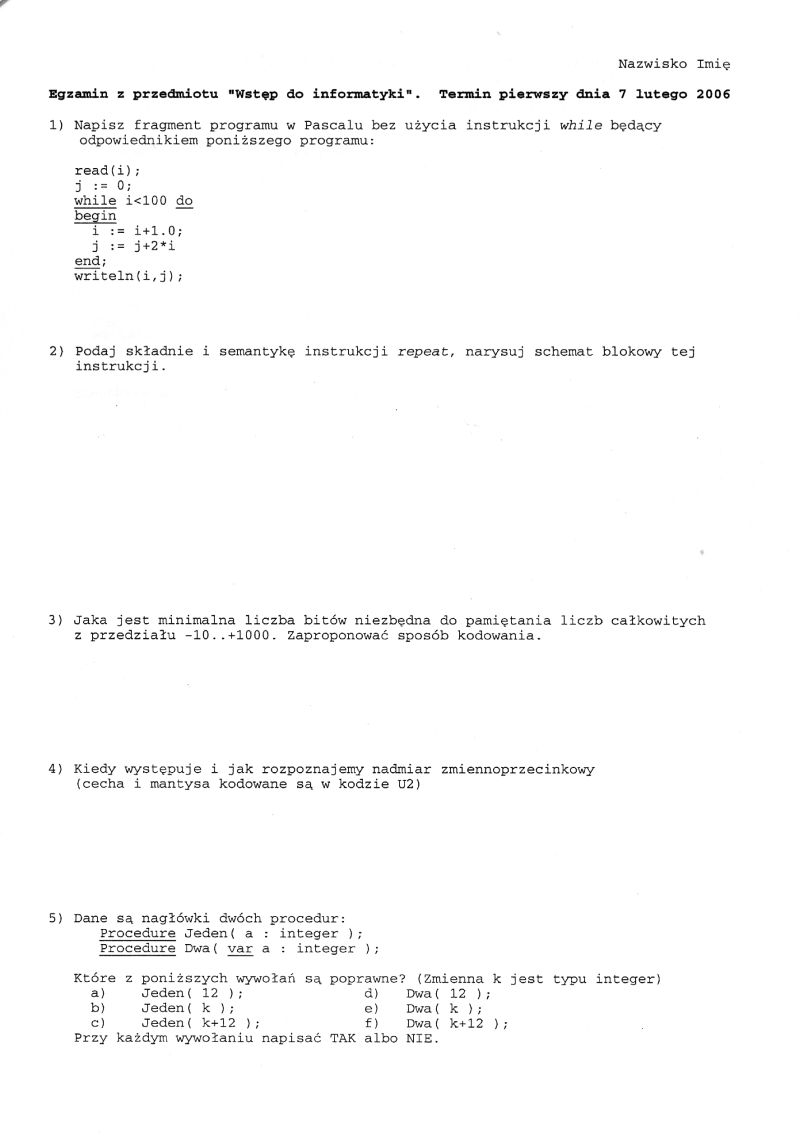 Nazwisko Imię
Egzamin z przedmiotu "Wstęp do informatyki". Termin pierwszy dnia 7 lutego 2006
1) Napisz fragment programu w Pascalu bez użycia instrukcji while będący
odpowiednikiem poniższego programu:
read(i);
j := 0;
while i<100 do
begin
i := i+1.0;
j := j+2*i
end;
writeln(i,j);
2) Podaj składnie i semantykę instrukcji repeat, narysuj schemat blokowy tej
instrukcji.
3) Jaka jest minimalna liczba bitów niezbędna do pamiętania liczb całkowitych
z przedziału -10..+1000. Zaproponować sposób kodowania.
4) Kiedy występuje i jak rozpoznajemy nadmiar zmiennoprzecinkowy
(cecha i mantysa kodowane są w kodzie U2)
5) Dane są nagłówki dwóch procedur:
Procedure Jeden( a : integer );
Procedure Dwa( var a : integer );
Które z poniższych wywołań są poprawne? (Zmienna k jest typu integer)
a) Jeden( 12 ); d) Dwa( 12 );
b) Jeden( k ); e) Dwa( k );
c) Jeden( k+12 ); f) Dwa( k+12 );
Przy każdym wywołaniu napisać TAK albo NIE.